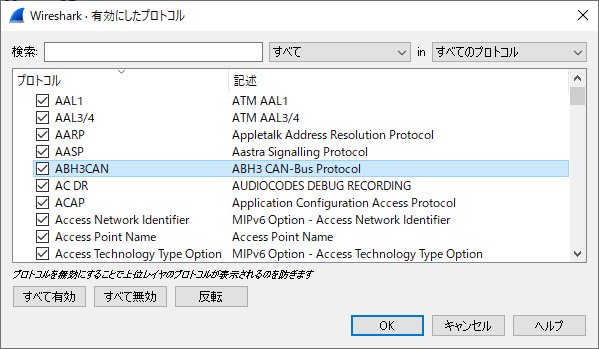 Wireshark · 有効にしたプロトコル
検索: すべて in すべてのプロトコル
プロトコル 記述
AAL1 ATM AAL1
AAL3/4 ATM AAL3/4
AARP Appletalk Address Resolution Protocol
AASP Aastra Signalling Protocol
ABH3CAN ABH3 CAN-Bus Protocol
AC DR AUDIOCODES DEBUG RECORDING
ACAP Application Configuration Access Protocol
Access Network Identifier MIPv6 Option - Access Network Identifier
Access Point Name Access Point Name
Access Technology Type Option MIPv6 Option - Access Technology Type Option
プロトコルを無効にすることで上位レイヤのプロトコルが表示されるのを防ぎます
すべて有効 すべて無効 反転
OK キャンセル ヘルプ